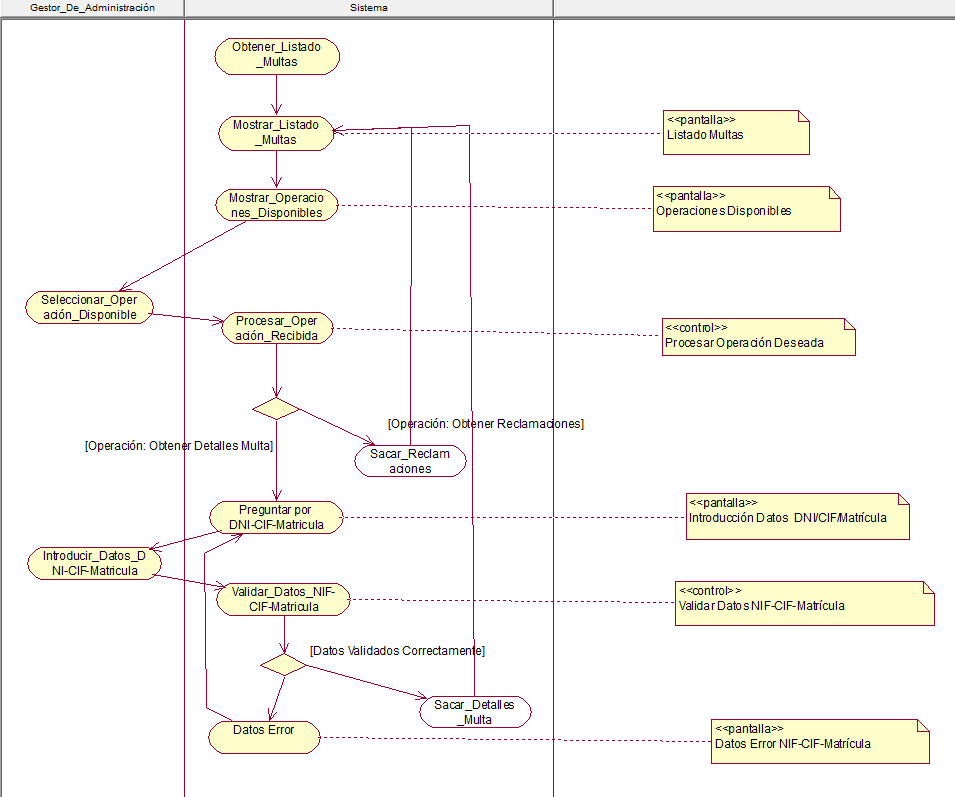 Gestor_De_Administración
Sistema
Obtener_Listado
_Multas
Mostrar_Listado
_Multas
<<pantalla>>
Listado Multas
Mostrar_Operacio
nes_Disponibles
<<pantalla>>
Operaciones Disponibles
Seleccionar_Oper
ación_Disponible
Procesar_Oper
ación_Recibida
<<control>>
Procesar Operación Deseada
[Operación: Obtener Reclamaciones]
[Operación: Obtener Detalles Multa]
Sacar_Reclam
aciones
Preguntar por
DNI-CIF-Matricula
<<pantalla>>
Introducción Datos DNI/CIF/Matrícula
Introducir_Datos_D
NI-CIF-Matricula
Validar_Datos_NIF-
CIF-Matricula
<<control>>
Validar Datos NIF-CIF-Matrícula
[Datos Validados Correctamente]
Sacar_Detalles
_Multa
Datos Error
<<pantalla>>
Datos Error NIF-CIF-Matrícula